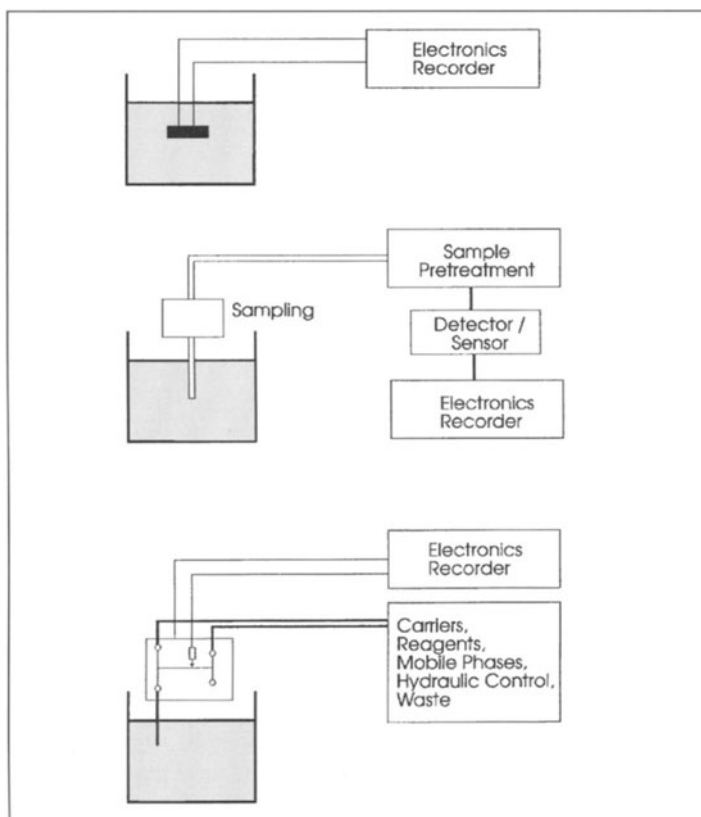 Electronics
Recorder
Sample
Pretreatment
Sampling
Detector /
Sensor
Electronics
Recorder
Electronics
Recorder
Carriers,
Reagents,
Mobile Phases,
Hydraulic Control,
Waste